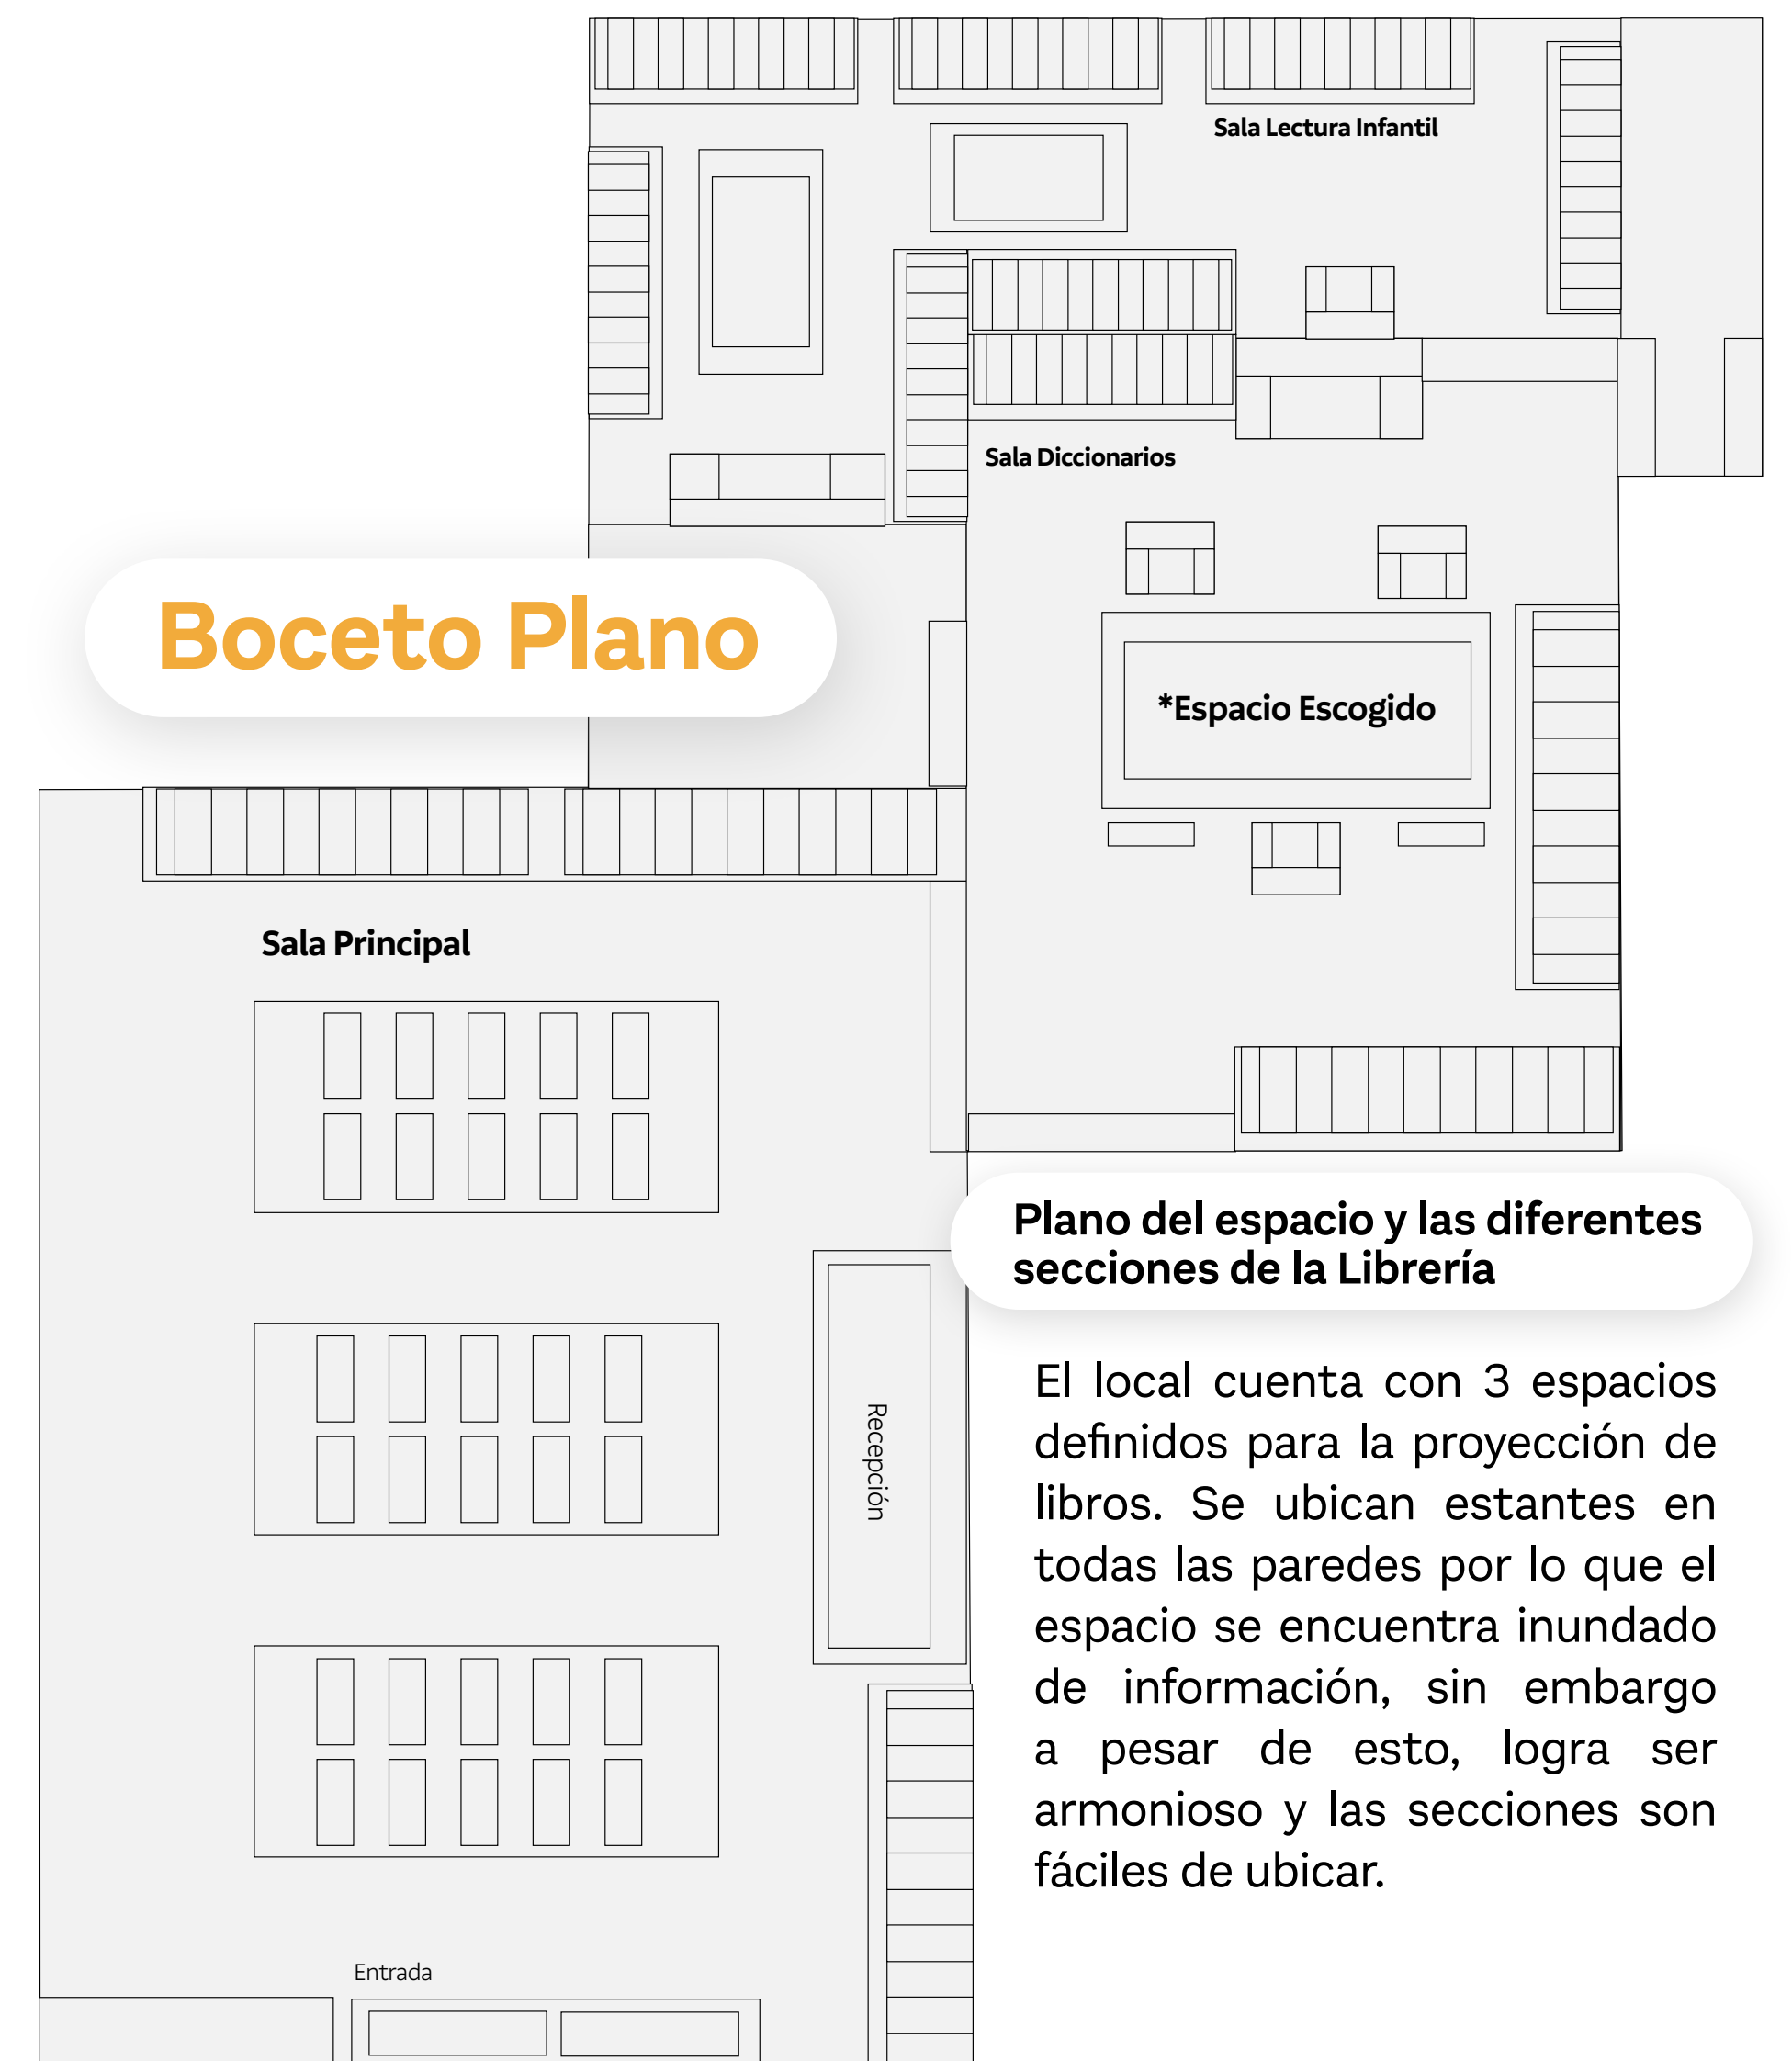 Sala Lectura Infantil
Sala Diccionarios
Boceto Plano
*Espacio Escogido
Sala Principal
Plano del espacio y las diferentes
secciones de la Librería
Recepción
El local cuenta con 3 espacios
definidos para la proyección de
libros. Se ubican estantes en
todas las paredes por lo que el
espacio se encuentra inundado
de información, sin embargo
a pesar de esto, logra ser
armonioso y las secciones son
fáciles de ubicar.
Entrada